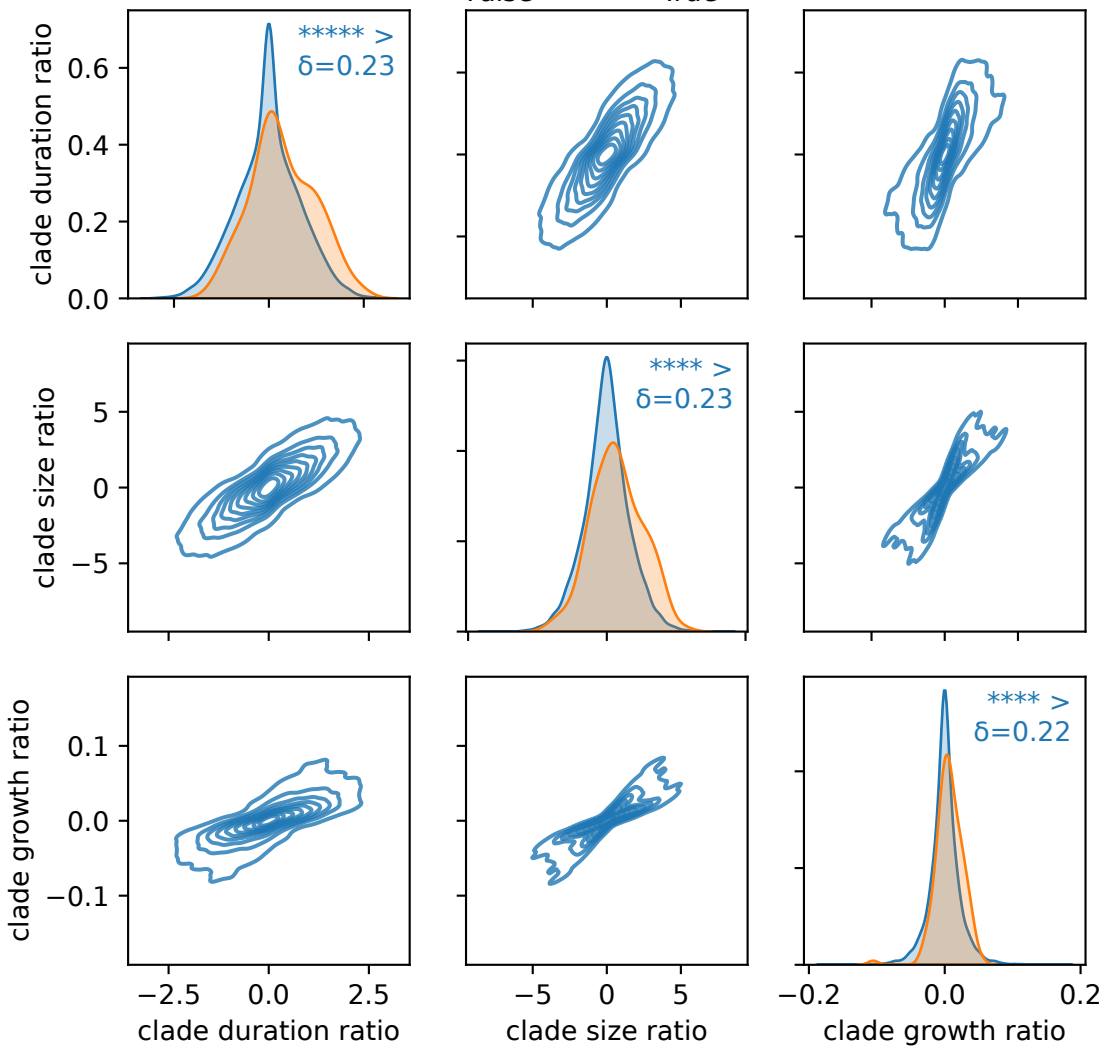 clade duration ratio
0.6
0.4
0.2
0.0
***** >
δ=0.23
clade size ratio
5
0
−5
**** >
δ=0.23
clade growth ratio
0.1
0.0
−0.1
**** >
δ=0.22
−2.5 0.0 2.5
−5 0 5
−0.2 0.0 0.2
clade duration ratio
clade size ratio
clade growth ratio